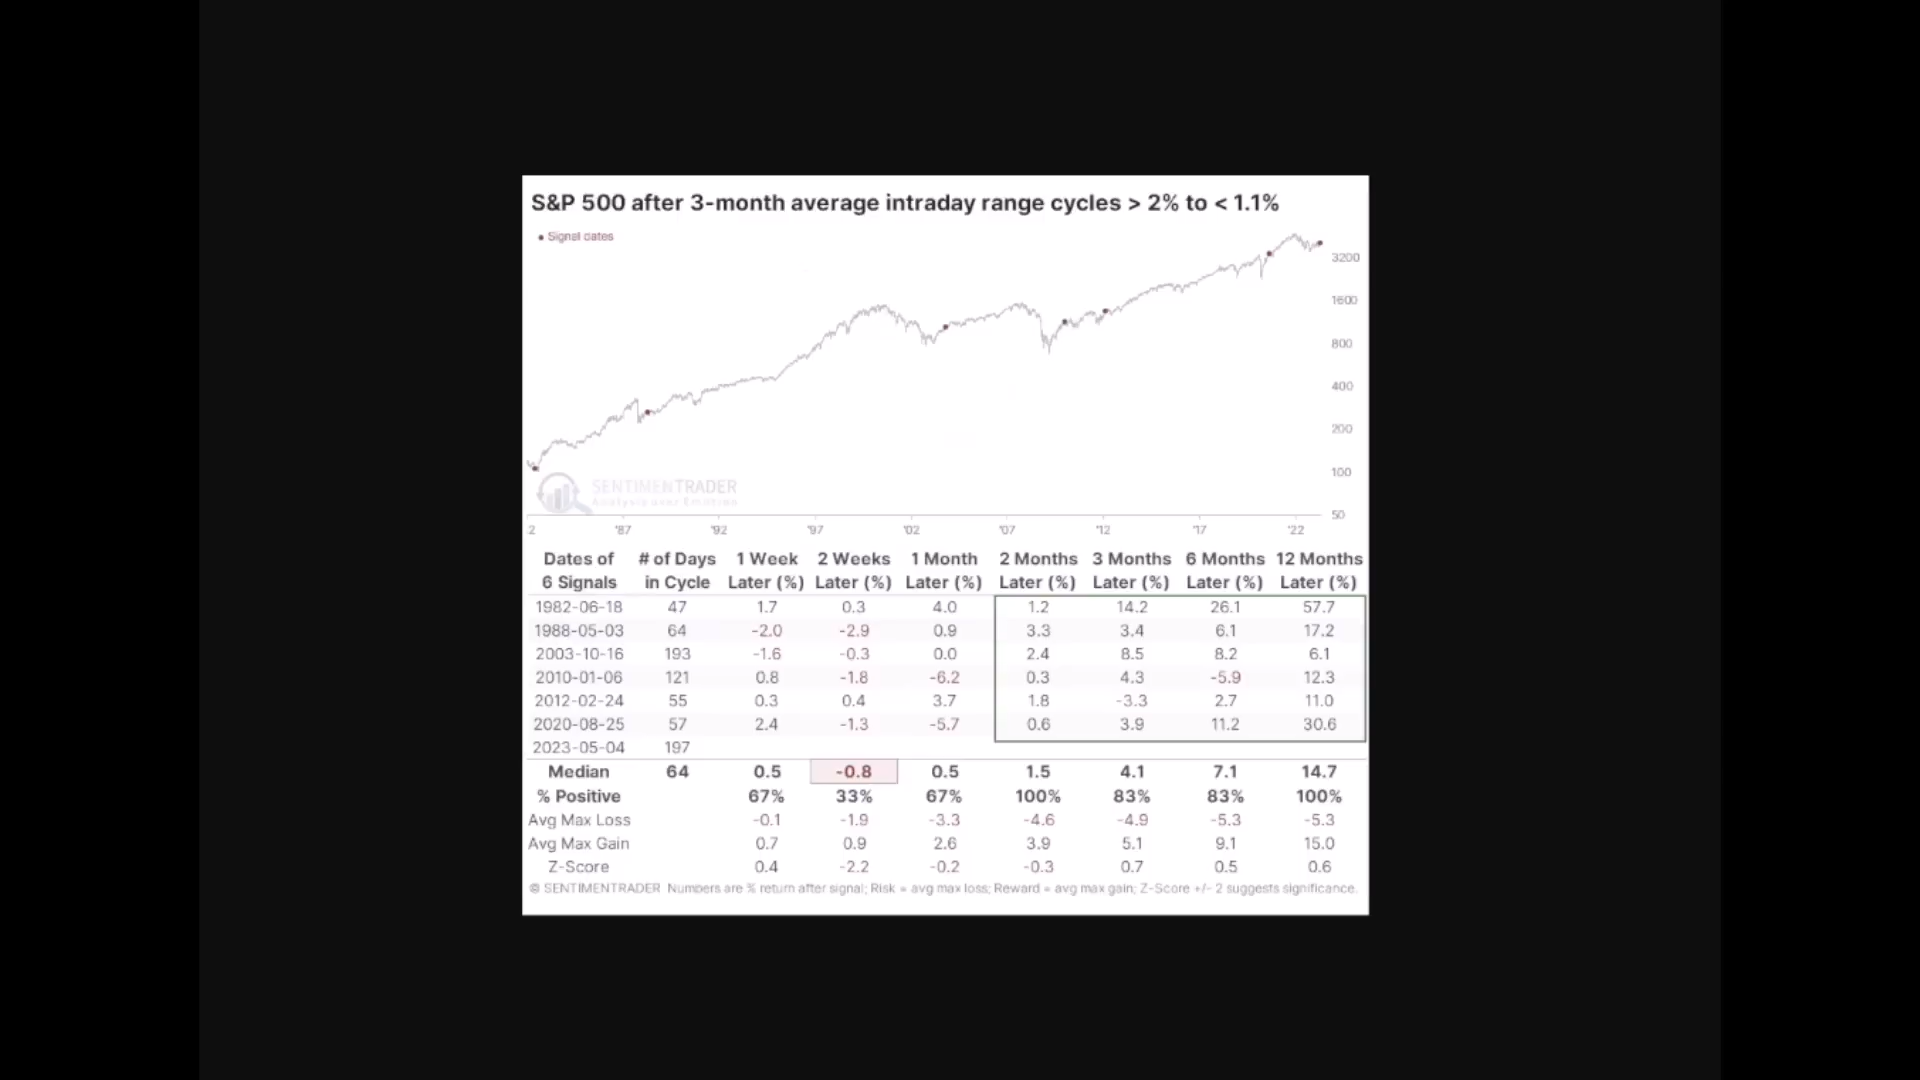 S&P 500 after 3-month average intraday range cycles > 2% to < 1.1%
Signal dates
3200
1600
800
400
200
100
50
SENTIMENTRADER
Analysis over Emotion
2 '87 '92 '97 '02 '07 '12 '17 '22
Dates of # of Days 1 Week 2 Weeks 1 Month 2 Months 3 Months 6 Months 12 Months
6 Signals in Cycle Later (%) Later (%) Later (%) Later (%) Later (%) Later (%) Later (%)
1982-06-18 47 1.7 0.3 4.0 1.2 14.2 26.1 57.7
1988-05-03 64 -2.0 -2.9 0.9 3.3 3.4 6.1 17.2
2003-10-16 193 -1.6 -0.3 0.0 2.4 8.5 8.2 6.1
2010-01-06 121 0.8 -1.8 -6.2 0.3 4.3 -5.9 12.3
2012-02-24 55 0.3 0.4 3.7 1.8 -3.3 2.7 11.0
2020-08-25 57 2.4 -1.3 -5.7 0.6 3.9 11.2 30.6
2023-05-04 197
Median 64 0.5 -0.8 0.5 1.5 4.1 7.1 14.7
% Positive 67% 33% 67% 100% 83% 83% 100%
Avg Max Loss -0.1 -1.9 -3.3 -4.6 -4.9 -5.3 -5.3
Avg Max Gain 0.7 0.9 2.6 3.9 5.1 9.1 15.0
Z-Score 0.4 -2.2 -0.2 -0.3 0.7 0.5 0.6
© SENTIMENTRADER Numbers are % return after signal; Risk = avg max loss; Reward = avg max gain; Z-Score +/- 2 suggests significance.